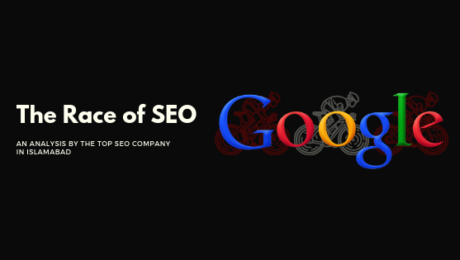 The Race of SEO
AN ANALYSIS BY THE TOP SEO COMPANY
IN ISLAMABAD
Google